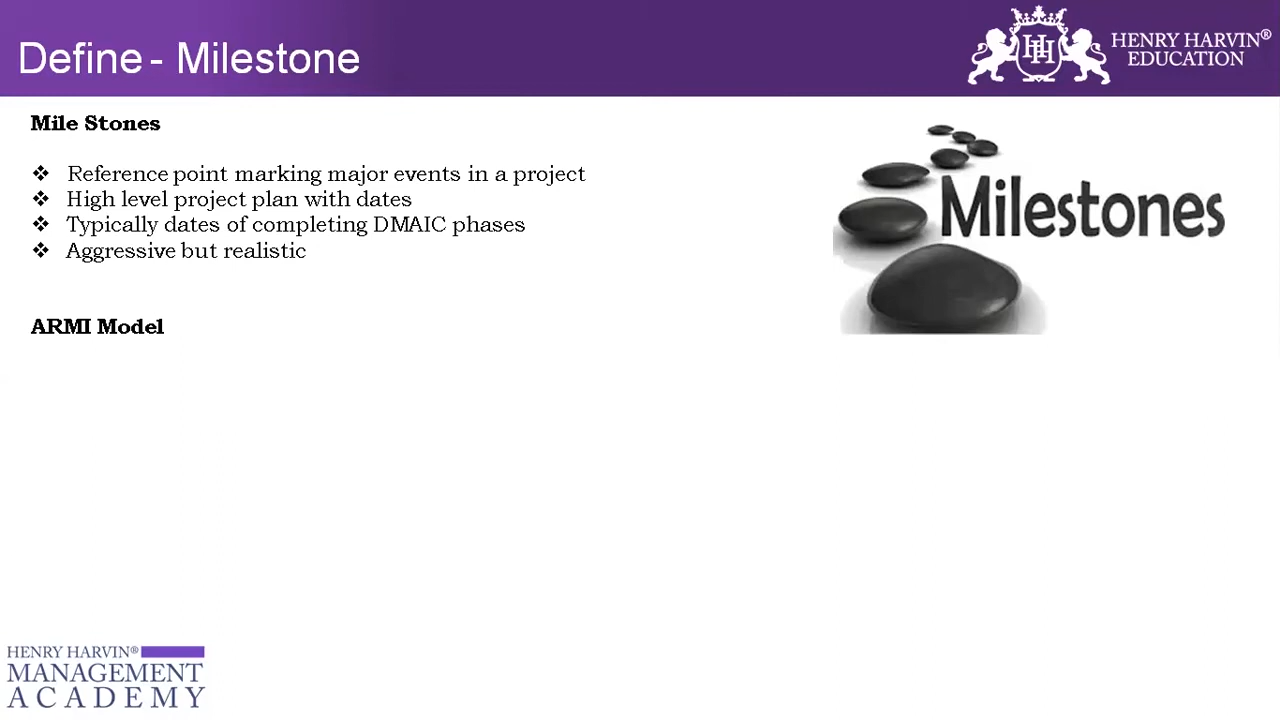 Define - Milestone
HENRY HARVIN®
EDUCATION
Mile Stones
❖ Reference point marking major events in a project
❖ High level project plan with dates
❖ Typically dates of completing DMAIC phases
❖ Aggressive but realistic
Milestones
ARMI Model
HENRY HARVIN®
MANAGEMENT
ACADEMY